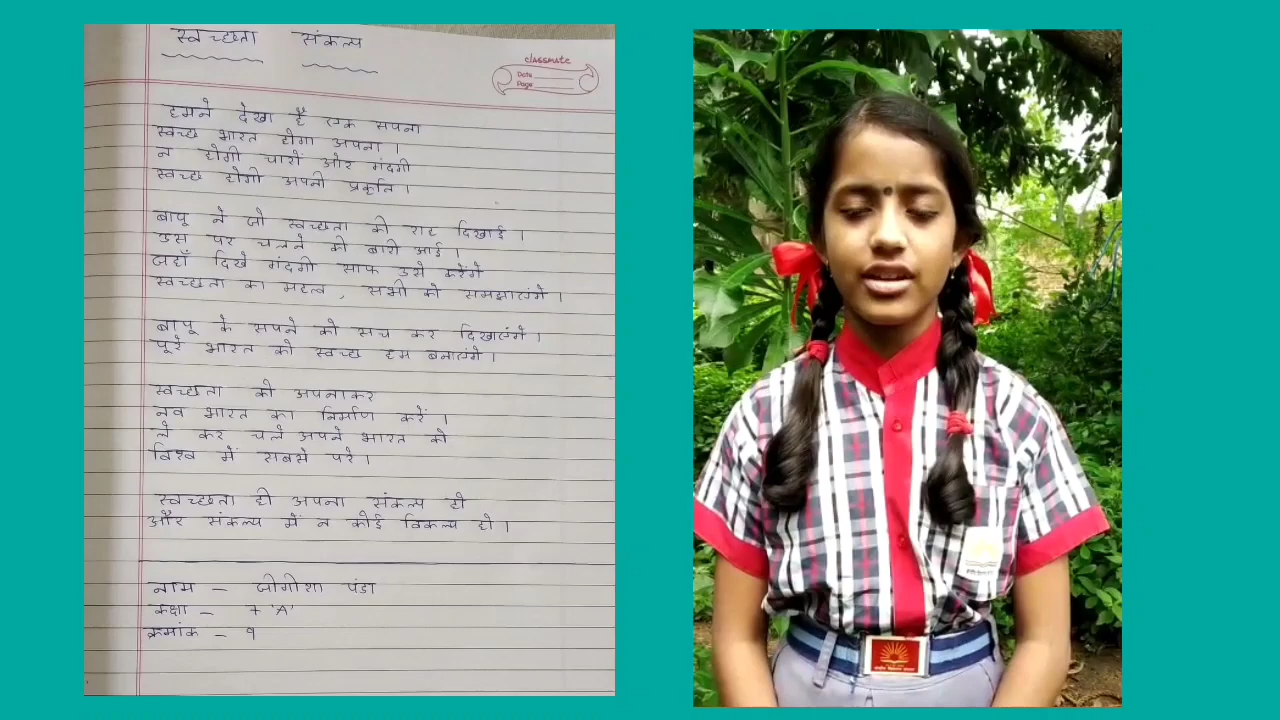 स्वच्छता संकल्प
classmate
Date
Page
हमने देखा है एक सपना
स्वच्छ भारत होगा अपना ।
न होगी चारों और गंदगी
स्वच्छ होगी अपनी प्रकृति ।
बापू ने जो स्वच्छता की राह दिखाई ।
उस पर चलने की बारी आई ।
जहाँ दिखे गंदगी साफ उसे करेंगे
स्वच्छता का महत्व , सभी को समझाएंगे ।
बापू के सपने को सच कर दिखाएंगे ।
पूरे भारत को स्वच्छ हम बनाएंगे ।
स्वच्छता को अपनाकर
नव भारत का निर्माण करें ।
ले कर चले अपने भारत को
विश्व में सबसे परे ।
स्वच्छता ही अपना संकल्प हो
और संकल्प में न कोई विकल्प हो ।
नाम – जीगीशा पंडा
कक्षा – 7 'A'
क्रमांक – 9